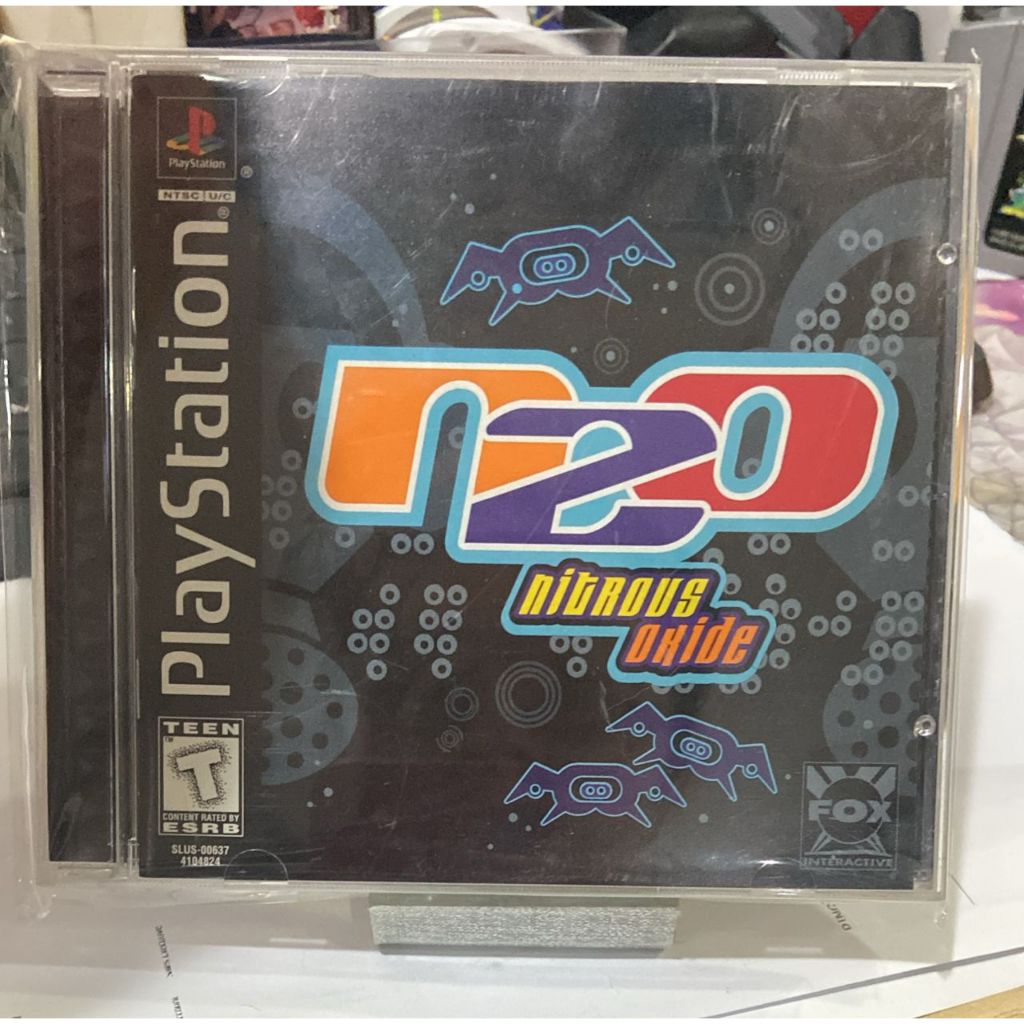 PlayStation
NTSC U/C
PlayStation
n2o
nitrous
oxide
TEEN
T
CONTENT RATED BY
ESRB
SLUS-00637
4104824
FOX
INTERACTIVE